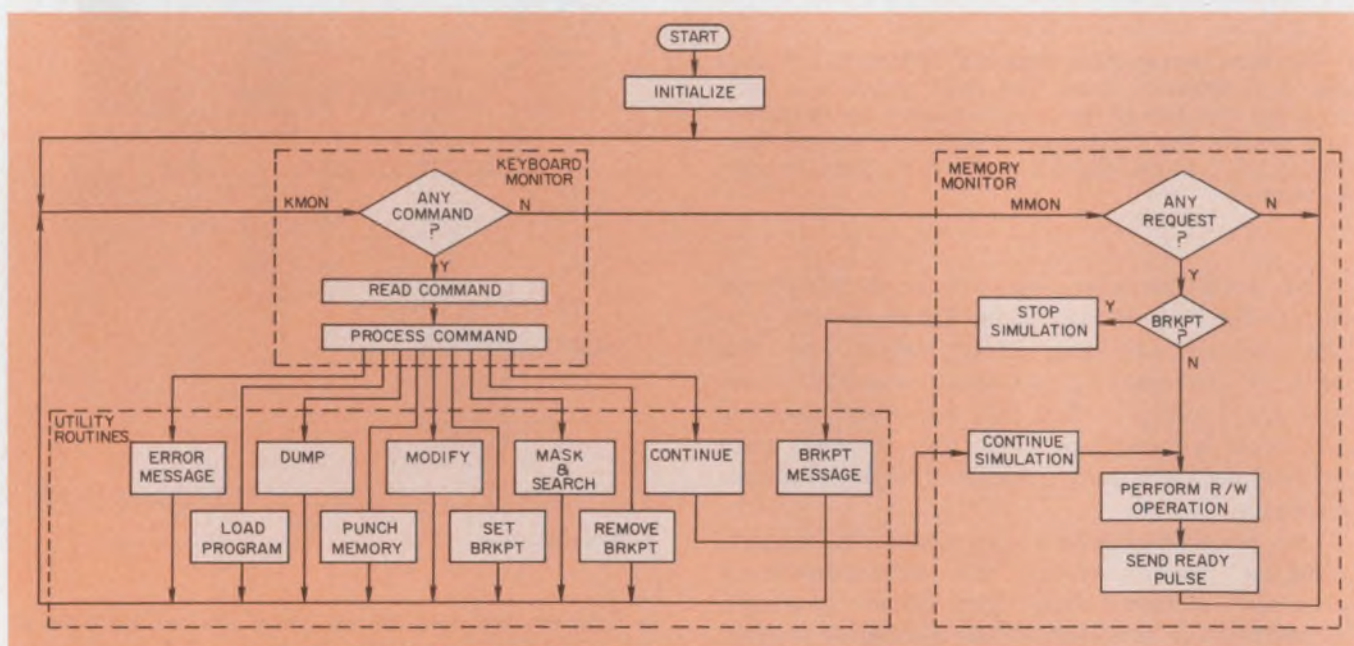 START
INITIALIZE
KEYBOARD
MONITOR
MEMORY
MONITOR
KMON
ANY
COMMAND
?
N
MMON
ANY
REQUEST
?
N
Y
Y
READ COMMAND
STOP
SIMULATION
Y
BRKPT
?
PROCESS COMMAND
N
UTILITY
ROUTINES
ERROR
MESSAGE
DUMP
MODIFY
MASK
&
SEARCH
CONTINUE
BRKPT
MESSAGE
CONTINUE
SIMULATION
LOAD
PROGRAM
PUNCH
MEMORY
SET
BRKPT
REMOVE
BRKPT
PERFORM R/W
OPERATION
SEND READY
PULSE